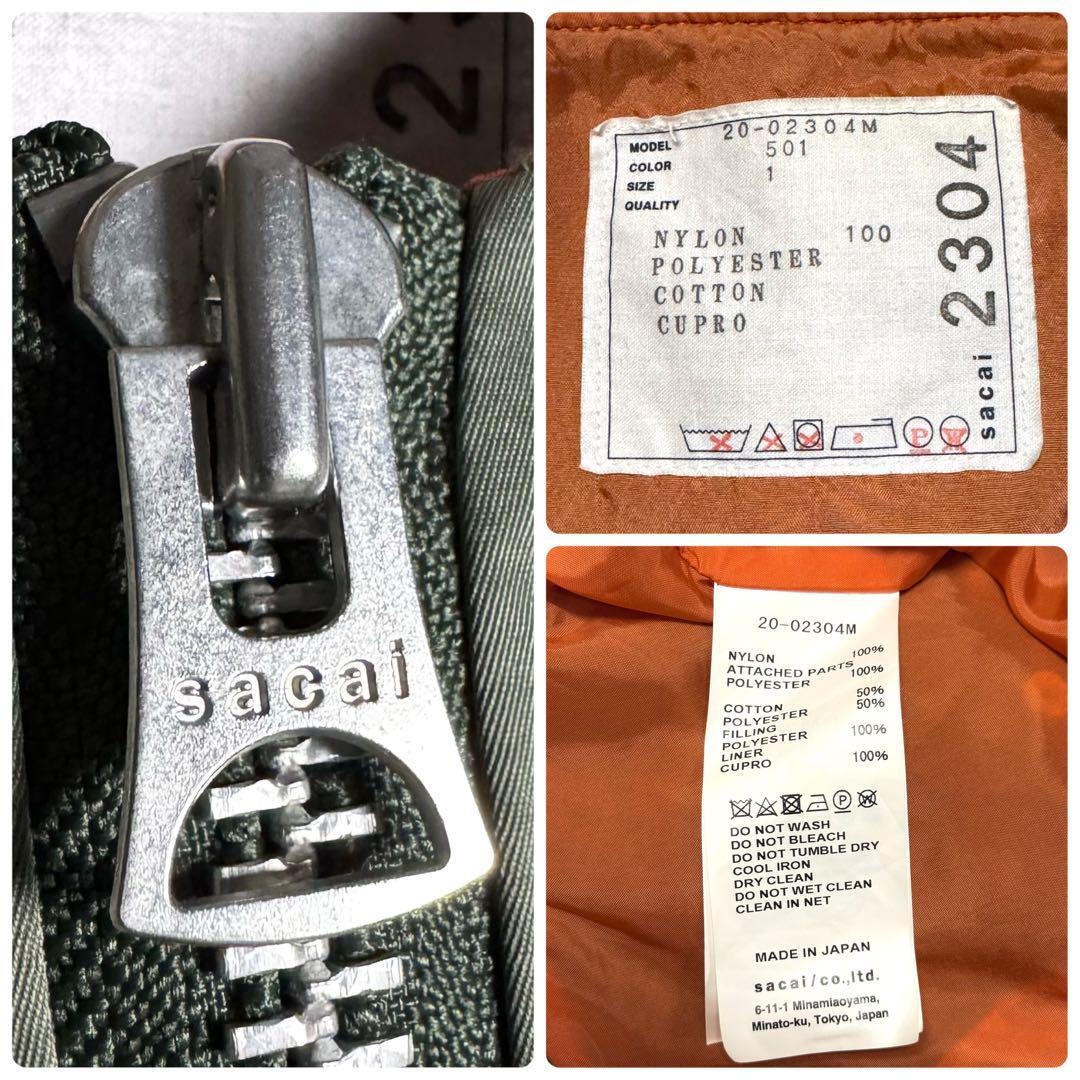 23
sacai
MODEL 20-02304M
COLOR 501
SIZE 1
QUALITY
NYLON 100
POLYESTER
COTTON
CUPRO
P W
sacai 2304
20-02304M
NYLON 100%
ATTACHED PARTS
POLYESTER 100%
COTTON 50%
POLYESTER 50%
FILLING
POLYESTER 100%
LINER
CUPRO 100%
P W
DO NOT WASH
DO NOT BLEACH
DO NOT TUMBLE DRY
COOL IRON
DRY CLEAN
DO NOT WET CLEAN
CLEAN IN NET
MADE IN JAPAN
sacai/co.,ltd.
6-11-1 Minamiaoyama,
Minato-ku, Tokyo, Japan